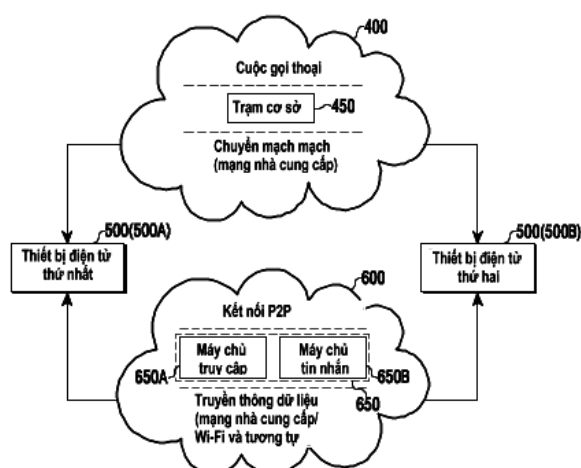 400
Cuộc gọi thoại
Trạm cơ sở
450
Chuyển mạch mạch
(mạng nhà cung cấp)
500(500A)
Thiết bị điện tử
thứ nhất
500(500B)
Thiết bị điện tử
thứ hai
600
Kết nối P2P
Máy chủ
truy cập
Máy chủ
tin nhắn
650A
650B
650
Truyền thông dữ liệu
(mạng nhà cung cấp/
Wi-Fi và tương tự